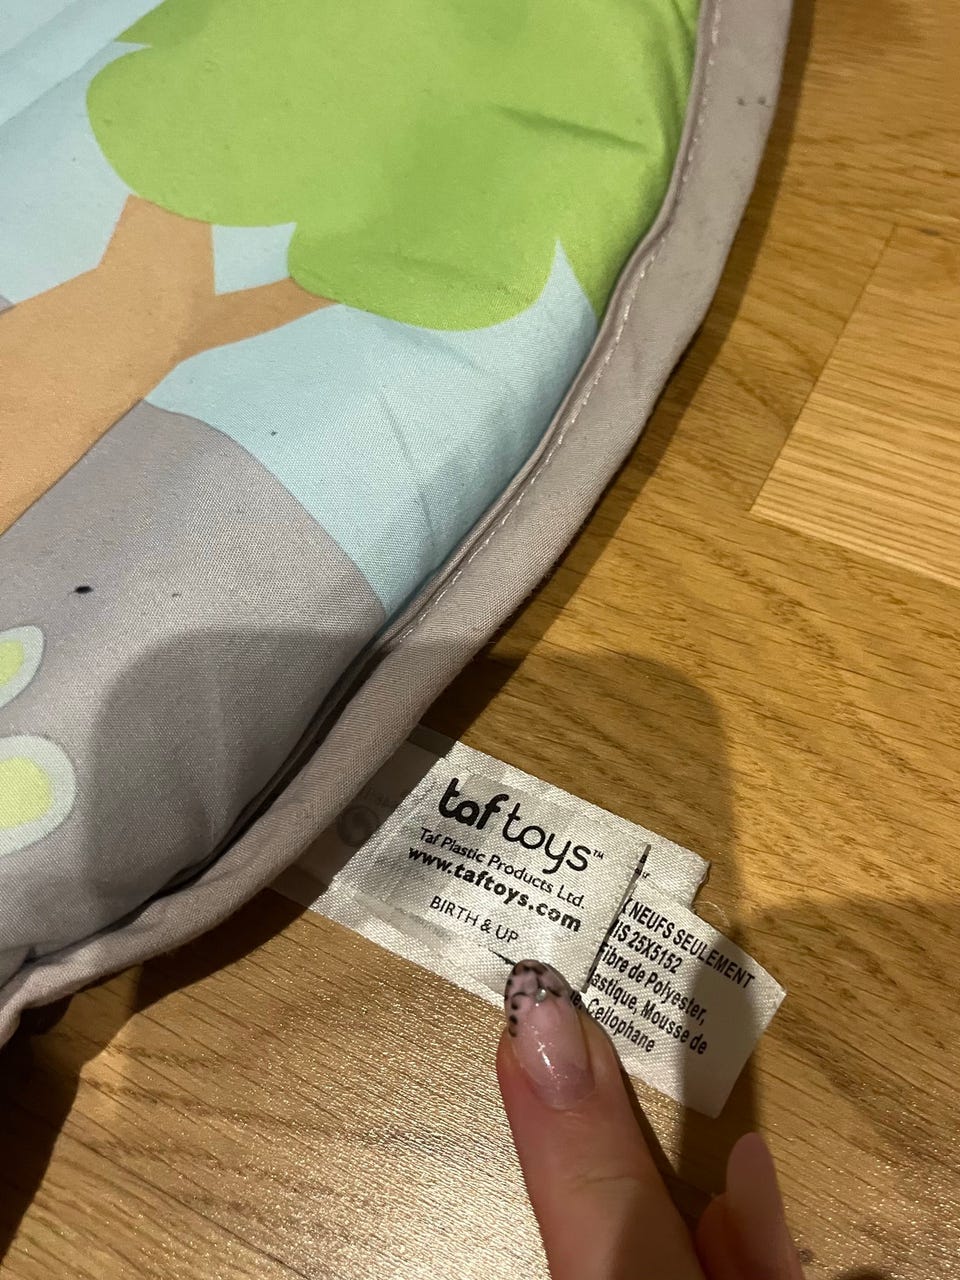 taf toys™
Taf Plastic Products Ltd.
www.taftoys.com
BIRTH & UP
NEUFS SEULEMENT
25X5152
Fibre de Polyester,
Mousse de
Cellophane